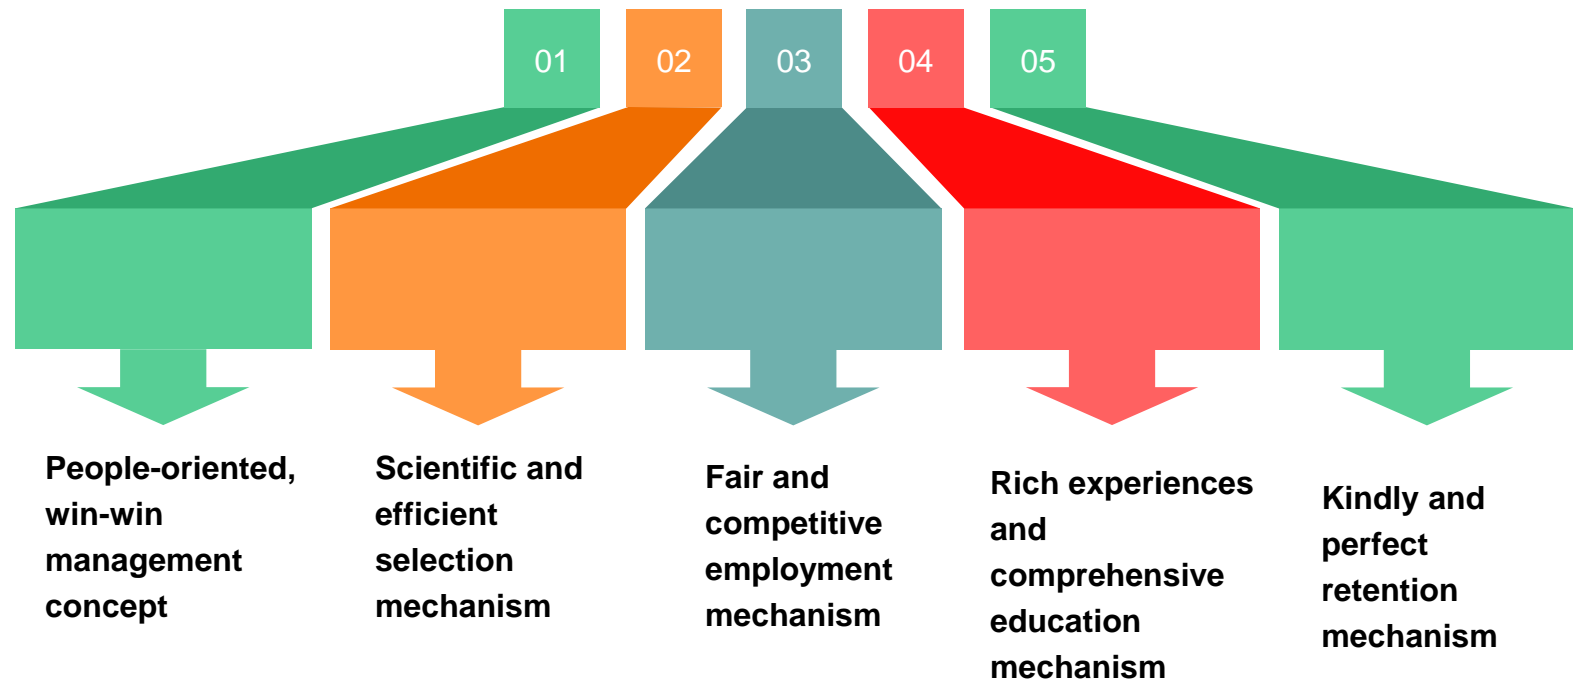 01
02
03
04
05
People-oriented,
win-win
management
concept
Scientific and
efficient
selection
mechanism
Fair and
competitive
employment
mechanism
Rich experiences
and
comprehensive
education
mechanism
Kindly and
perfect
retention
mechanism